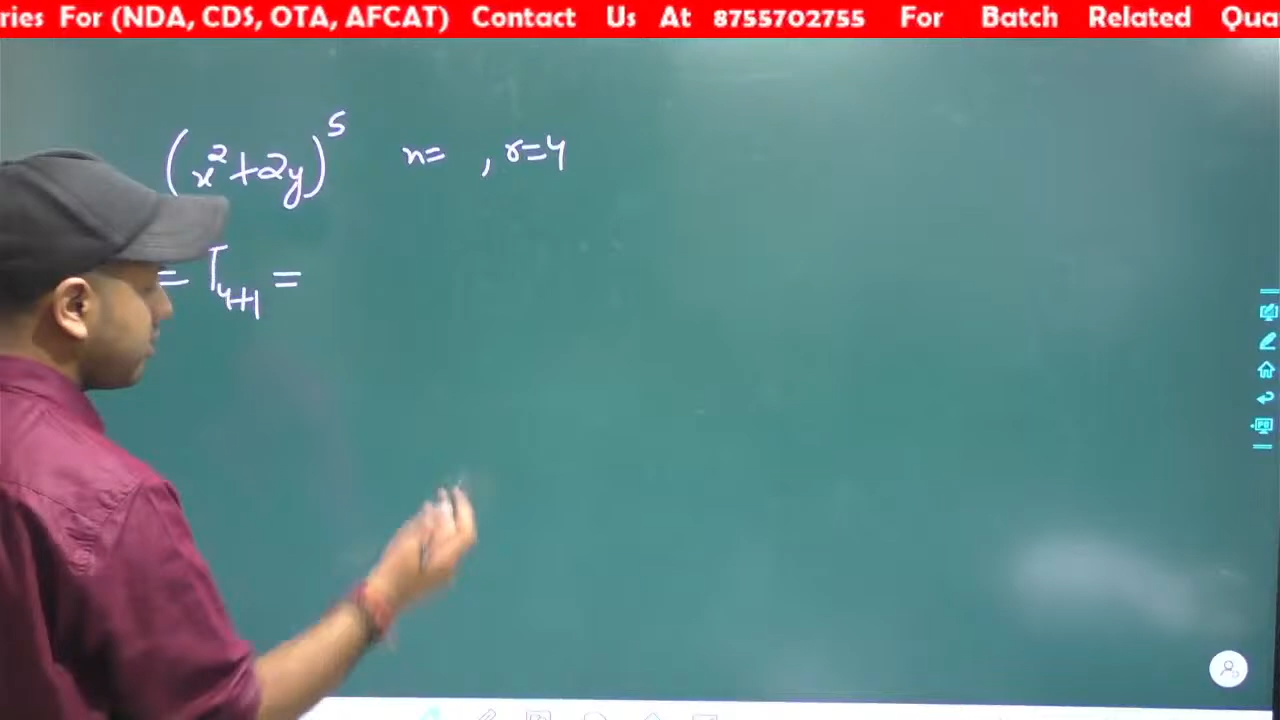 ries For (NDA, CDS, OTA, AFCAT) Contact Us At 8755702755 For Batch Related Qua
(x²+2y)⁵ n= , r=4
= T₄₊₁ =